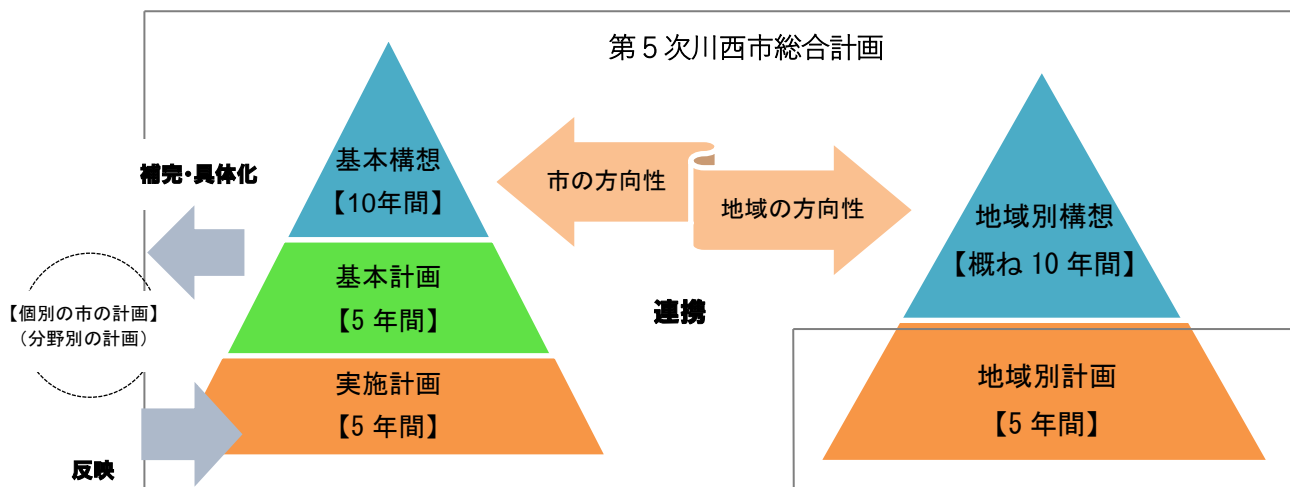 第５次川西市総合計画
補完・具体化
基本構想
【10年間】
市の方向性
地域の方向性
地域別構想
【概ね 10 年間】
基本計画
【5 年間】
【個別の市の計画】
（分野別の計画）
連携
実施計画
【5 年間】
地域別計画
【5 年間】
反映